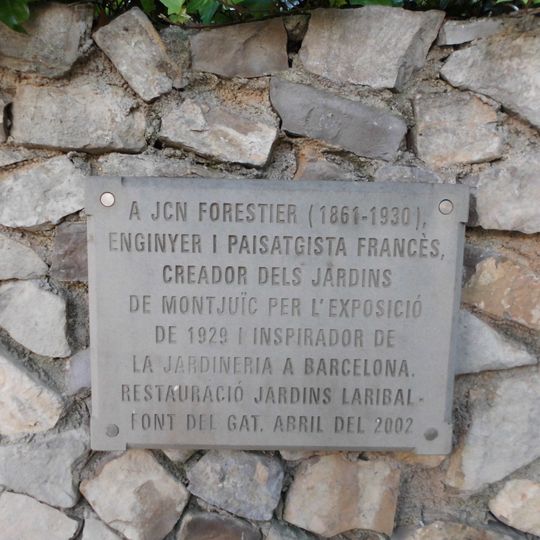 A JCN FORESTIER (1861-1930),
ENGINYER I PAISATGISTA FRANCÈS,
CREADOR DELS JARDINS
DE MONTJUÏC PER L'EXPOSICIÓ
DE 1929 I INSPIRADOR DE
LA JARDINERIA A BARCELONA.
RESTAURACIÓ JARDINS LARIBAL-
FONT DEL GAT. ABRIL DEL 2002